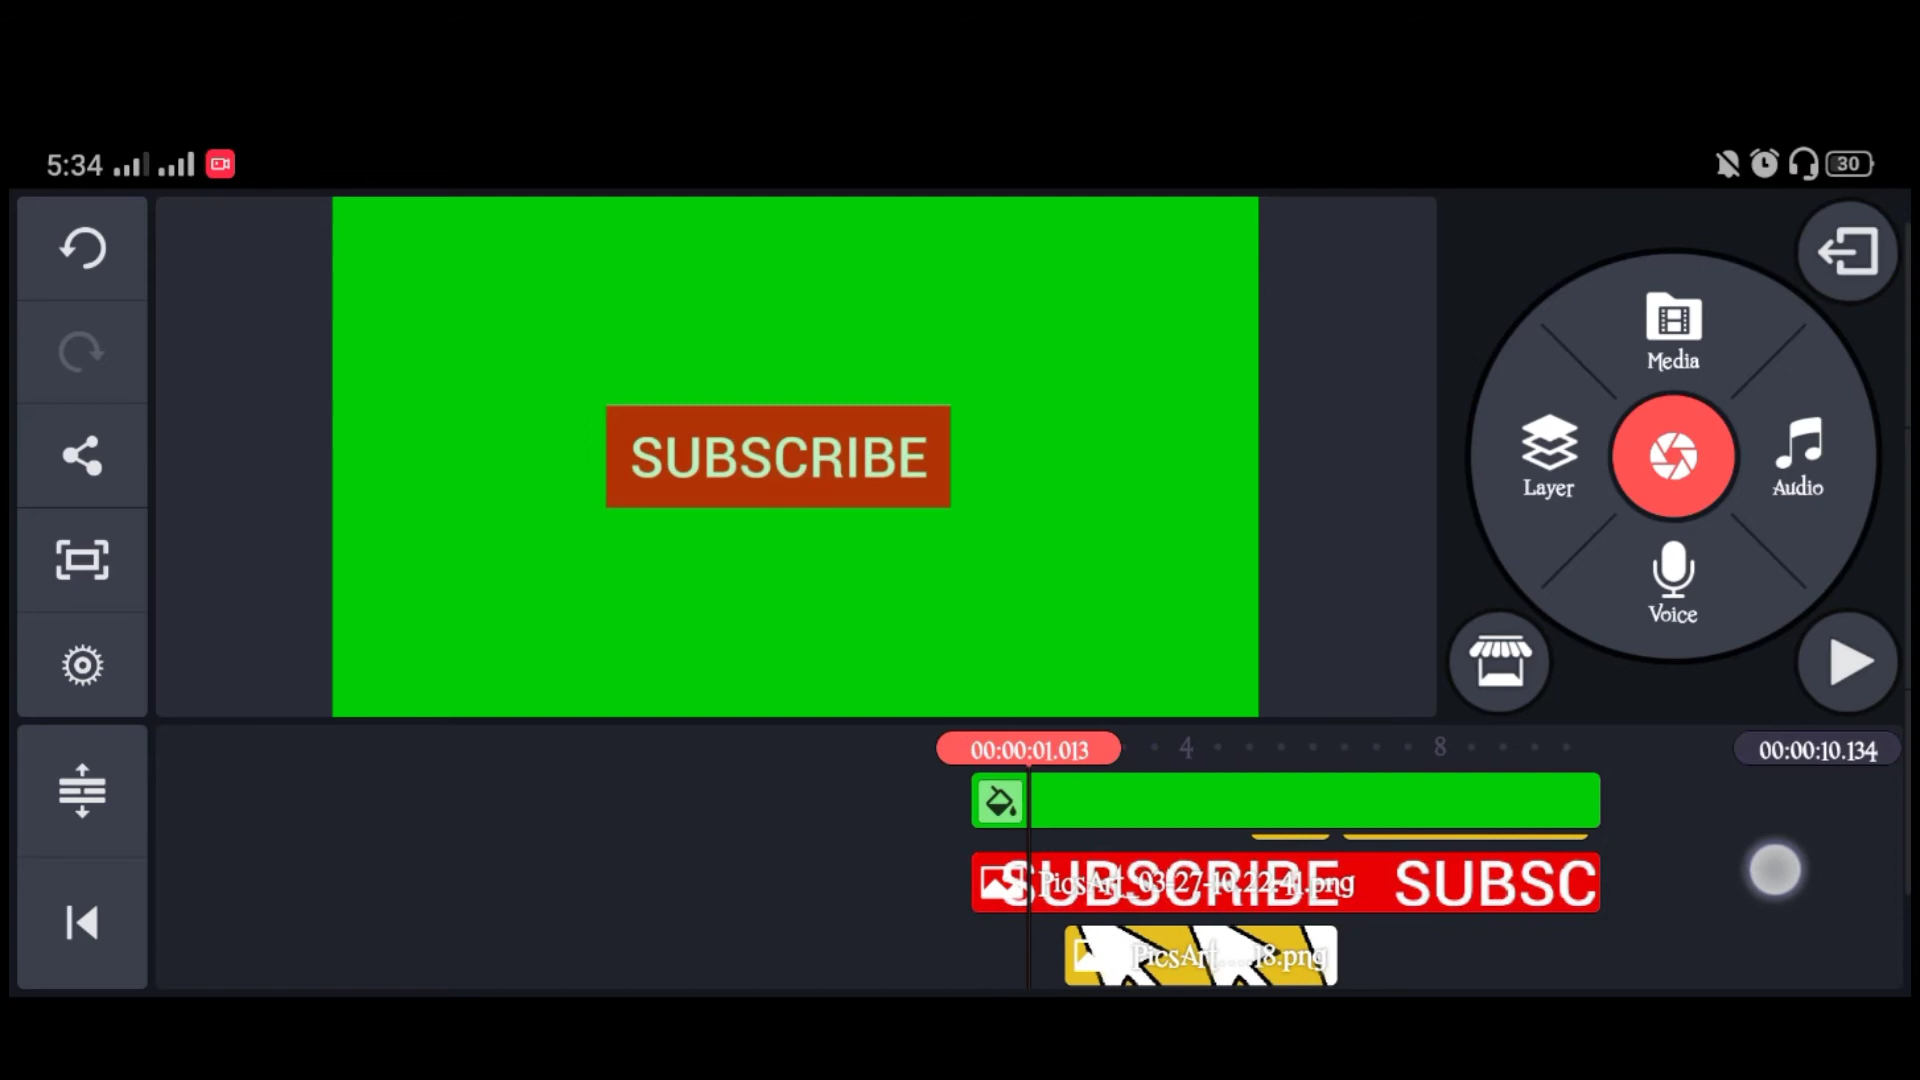 5:34
30
Media
SUBSCRIBE
Layer
Audio
Voice
00:00:01.013
4
8
00:00:10.134
SUBSCRIBE SUBSC
PicsArt_03-27-10.22.41.png
PicsArt....18.png